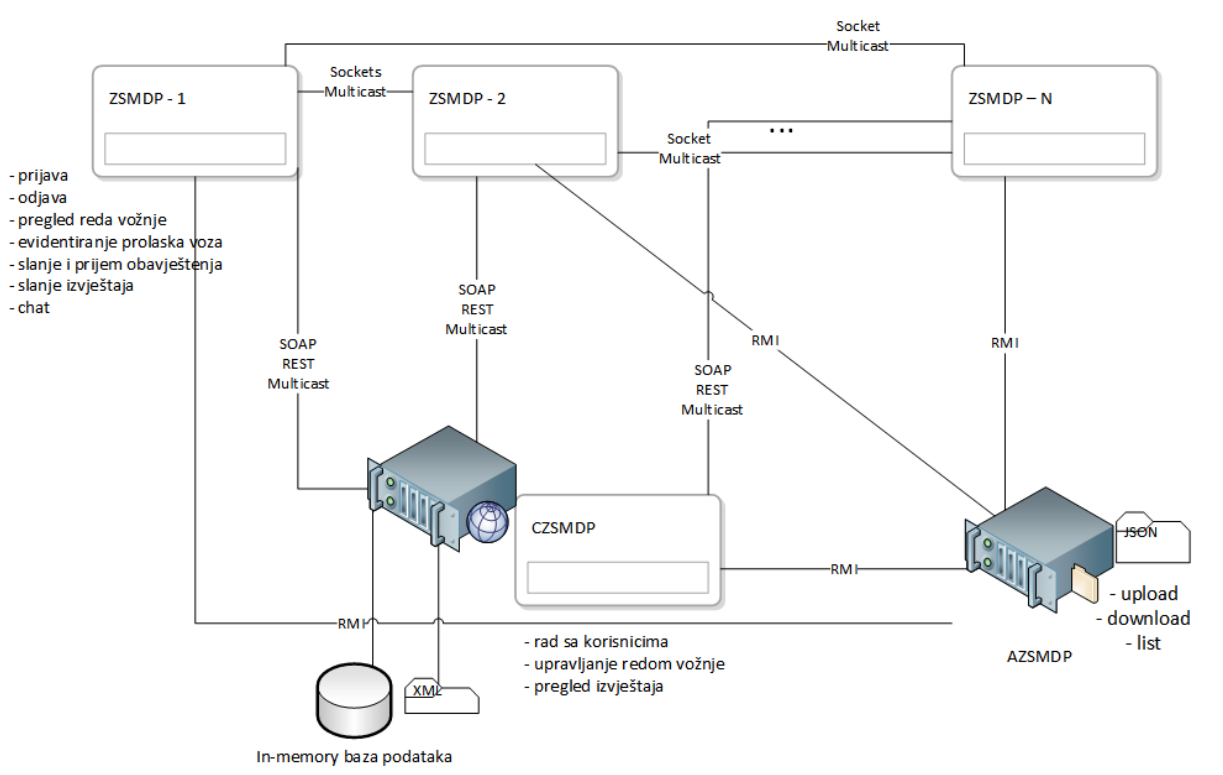 Socket
Multicast
Sockets
Multicast
ZSMDP - 1
ZSMDP - 2
ZSMDP – N
...
Socket
Multicast
- prijava
- odjava
- pregled reda vožnje
- evidentiranje prolaska voza
- slanje i prijem obavještenja
- slanje izvještaja
- chat
SOAP
REST
Multicast
SOAP
REST
Multicast
RMI
RMI
SOAP
REST
Multicast
CZSMDP
JSON
RMI
- upload
- download
- list
RMI
- rad sa korisnicima
- upravljanje redom vožnje
- pregled izvještaja
AZSMDP
XML
In-memory baza podataka